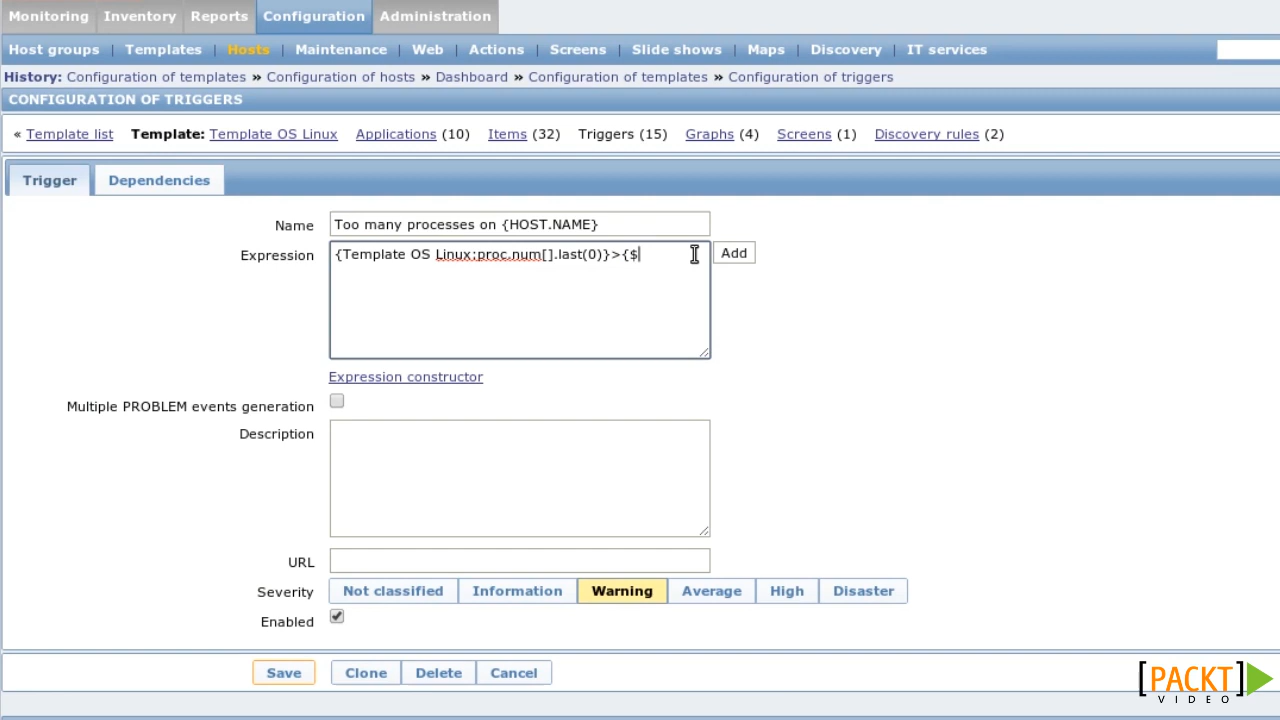 Monitoring Inventory Reports Configuration Administration
Host groups | Templates | Hosts | Maintenance | Web | Actions | Screens | Slide shows | Maps | Discovery | IT services
History: Configuration of templates » Configuration of hosts » Dashboard » Configuration of templates » Configuration of triggers
CONFIGURATION OF TRIGGERS
« Template list Template: Template OS Linux Applications (10) Items (32) Triggers (15) Graphs (4) Screens (1) Discovery rules (2)
Trigger Dependencies
Name Too many processes on {HOST.NAME}
Expression {Template OS Linux:proc.num[].last(0)}>{$ Add
Expression constructor
Multiple PROBLEM events generation
Description
URL
Severity Not classified Information Warning Average High Disaster
Enabled
Save Clone Delete Cancel
[PACKT]
VIDEO